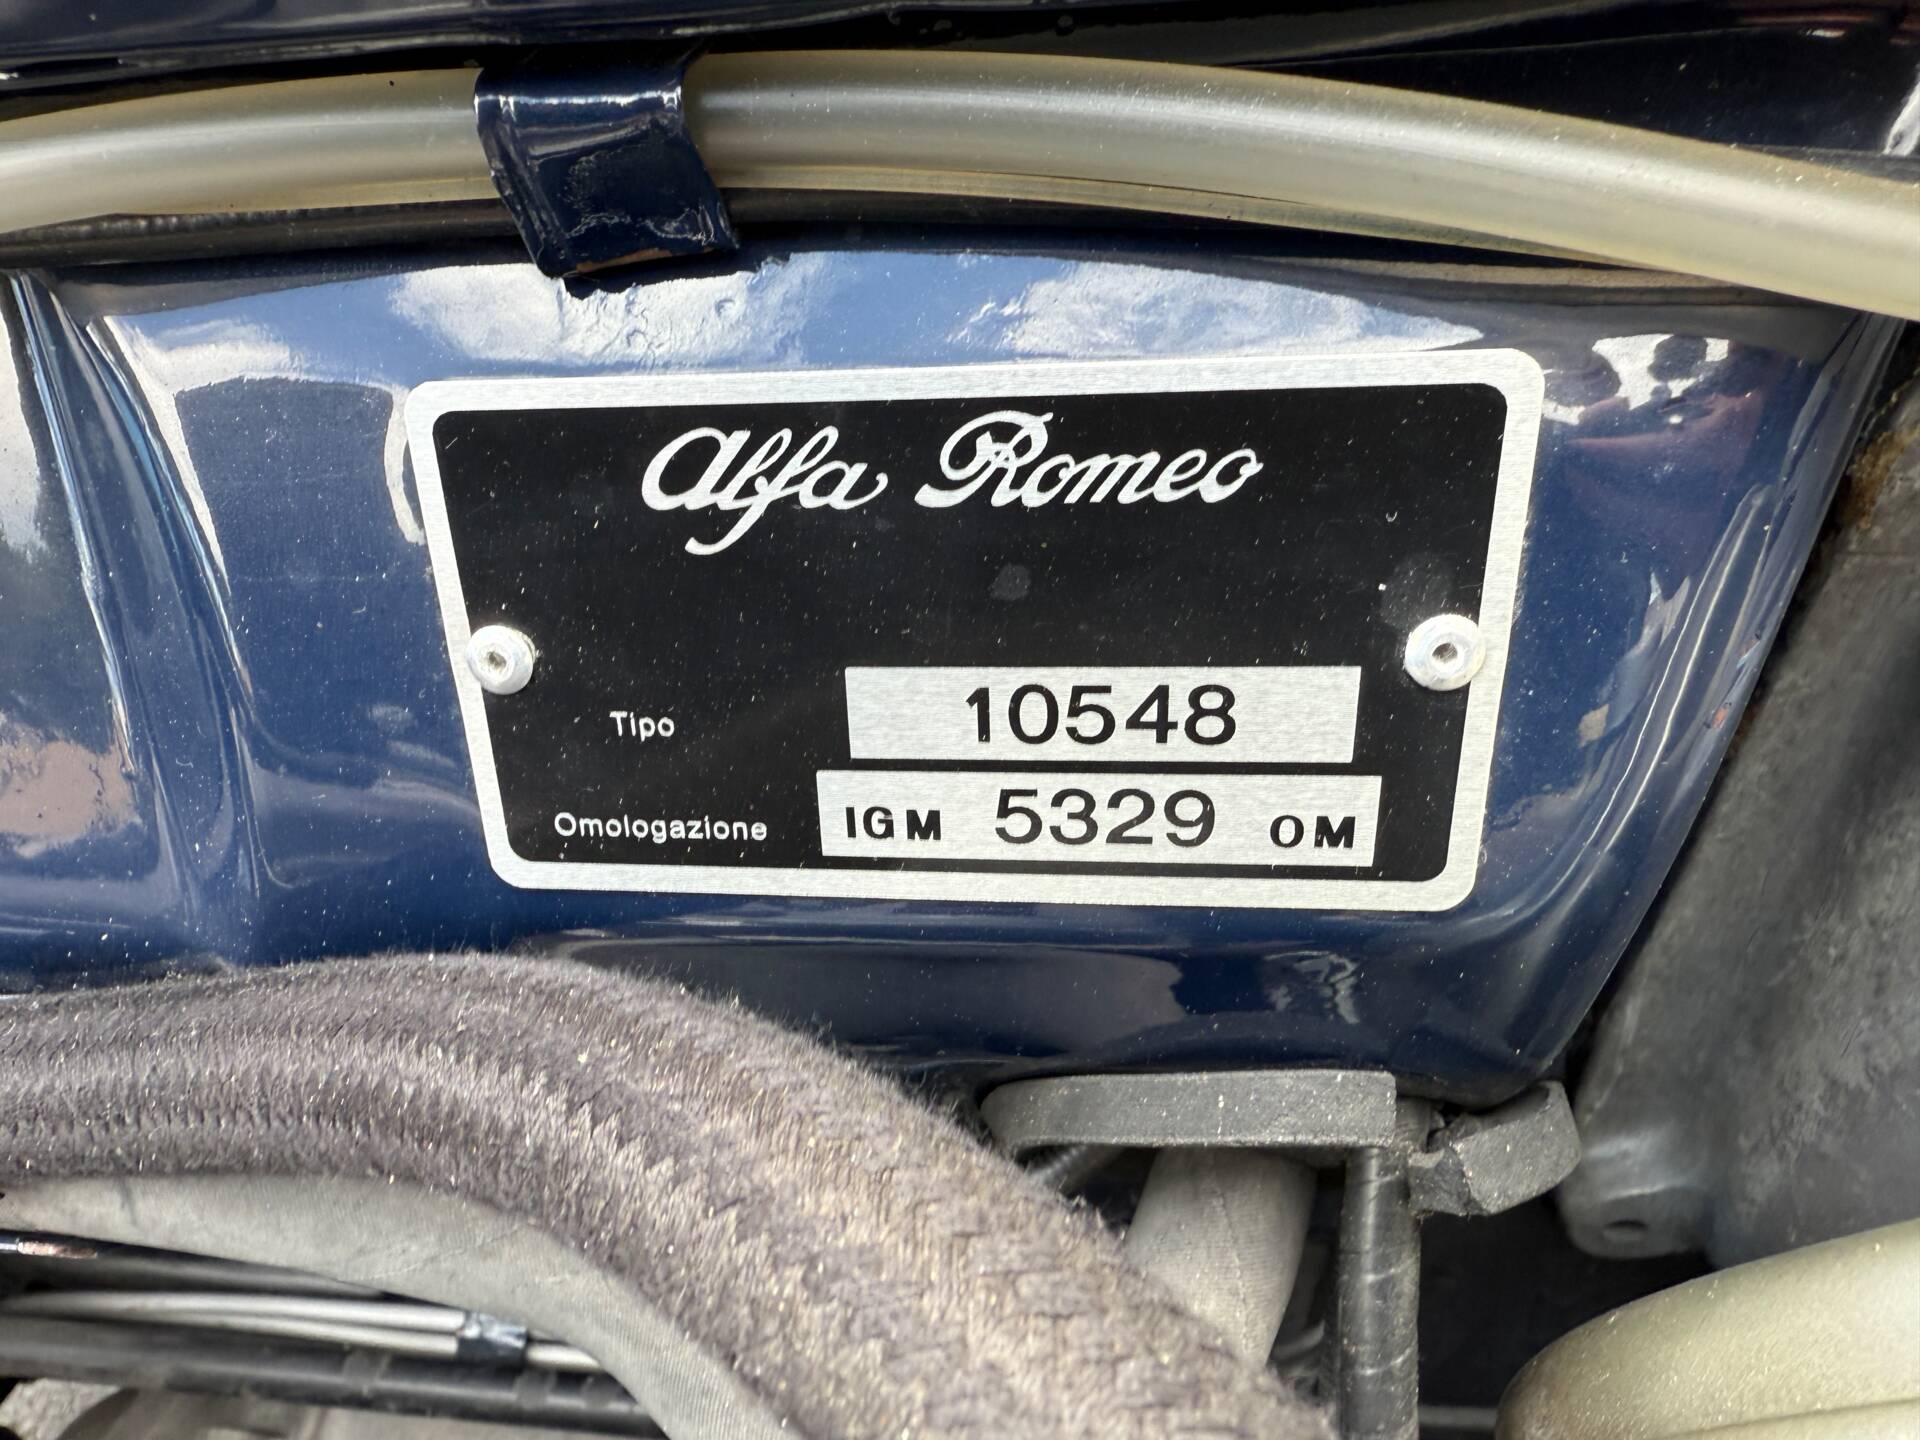 Alfa Romeo
Tipo 10548
Omologazione IGM 5329 OM